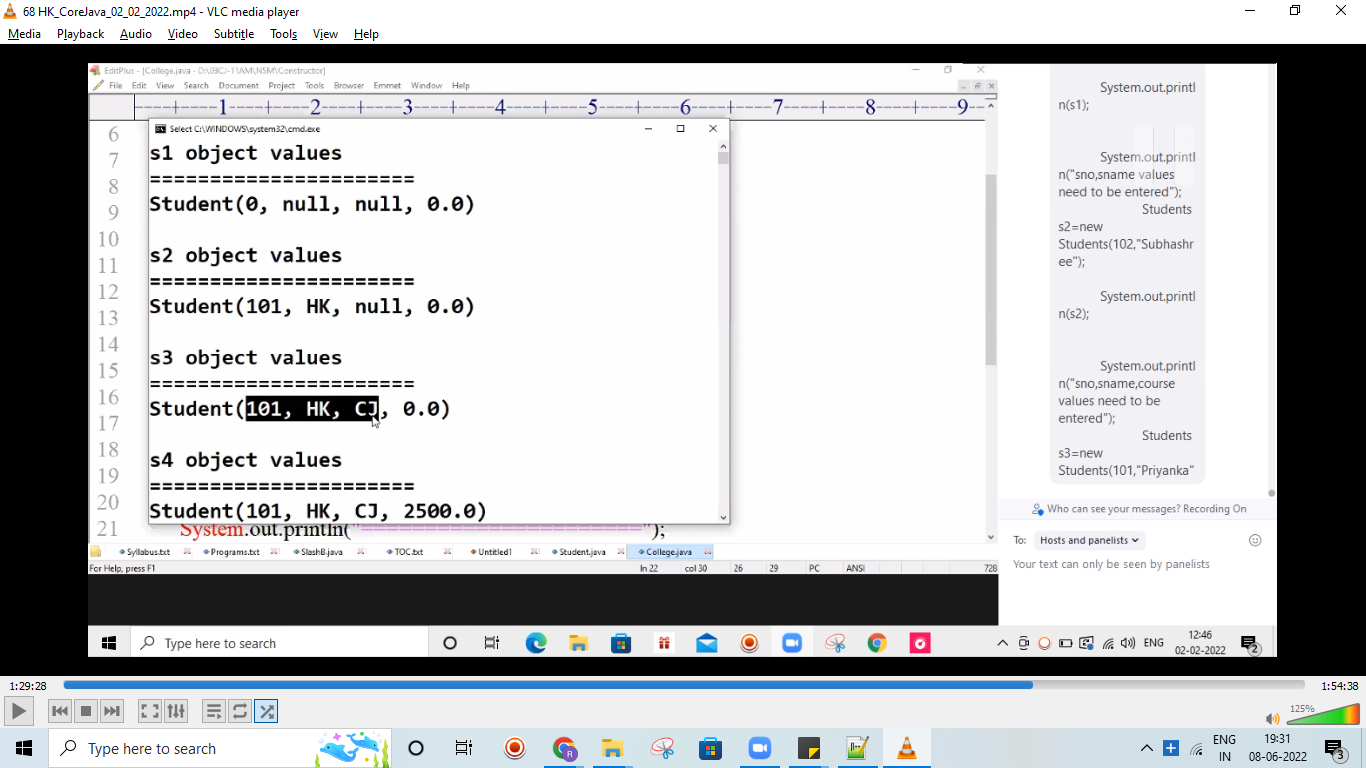 68 HK_CoreJava_02_02_2022.mp4 - VLC media player
Media Playback Audio Video Subtitle Tools View Help
EditPlus - [College.java - D:\JBCJ-11AM\NSM\Constructor]
File Edit View Search Document Project Tools Browser Emmet Window Help
----+----1----+----2----+----3----+----4----+----5----+----6----+----7----+----8----+----9--
Select C:\WINDOWS\system32\cmd.exe
6
7
8
9
10
11
12
13
14
15
16
17
18
19
20
21
s1 object values
======================
Student(0, null, null, 0.0)
s2 object values
======================
Student(101, HK, null, 0.0)
s3 object values
======================
Student(101, HK, CJ, 0.0)
s4 object values
======================
Student(101, HK, CJ, 2500.0)
System.out.println("======================");
Syllabus.txt Programs.txt SlashB.java TOC.txt Untitled1 Student.java College.java
For Help, press F1 ln 22 col 30 26 29 PC ANSI 728
System.out.printl
n(s1);
System.out.printl
n("sno,sname values
need to be entered");
Students
s2=new
Students(102,"Subhashr
ee");
System.out.printl
n(s2);
System.out.printl
n("sno,sname,course
values need to be
entered");
Students
s3=new
Students(101,"Priyanka"
Who can see your messages? Recording On
To: Hosts and panelists
Your text can only be seen by panelists
Type here to search
ENG
12:46
02-02-2022
2
1:29:28
1:54:38
125%
Type here to search
R
ENG
IN
19:31
08-06-2022
3